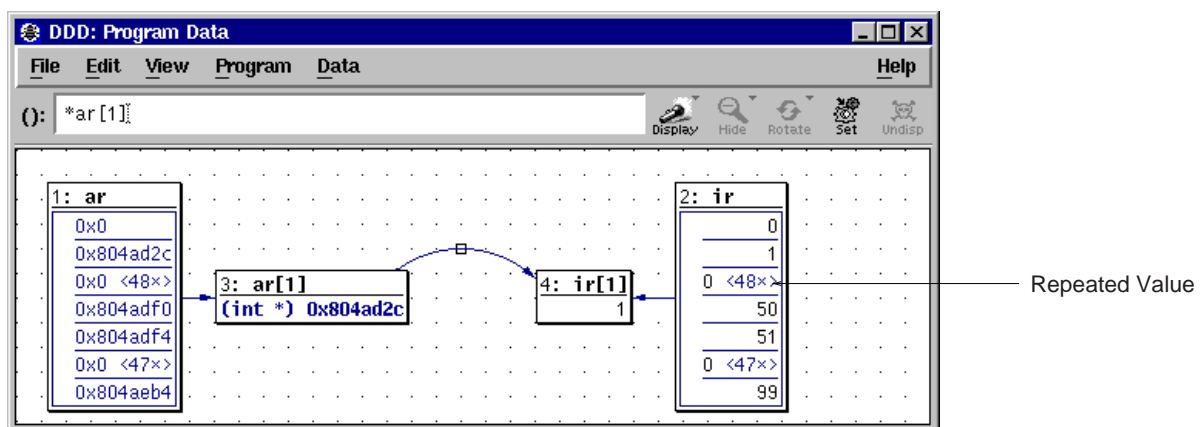 DDD: Program Data
File Edit View Program Data Help
(): *ar[1]
Display Hide Rotate Set Undisp
1: ar
0x0
0x804ad2c
0x0 <48×>
0x804adf0
0x804adf4
0x0 <47×>
0x804aeb4
3: ar[1]
(int *) 0x804ad2c
4: ir[1]
1
2: ir
0
1
0 <48×>
50
51
0 <47×>
99
Repeated Value